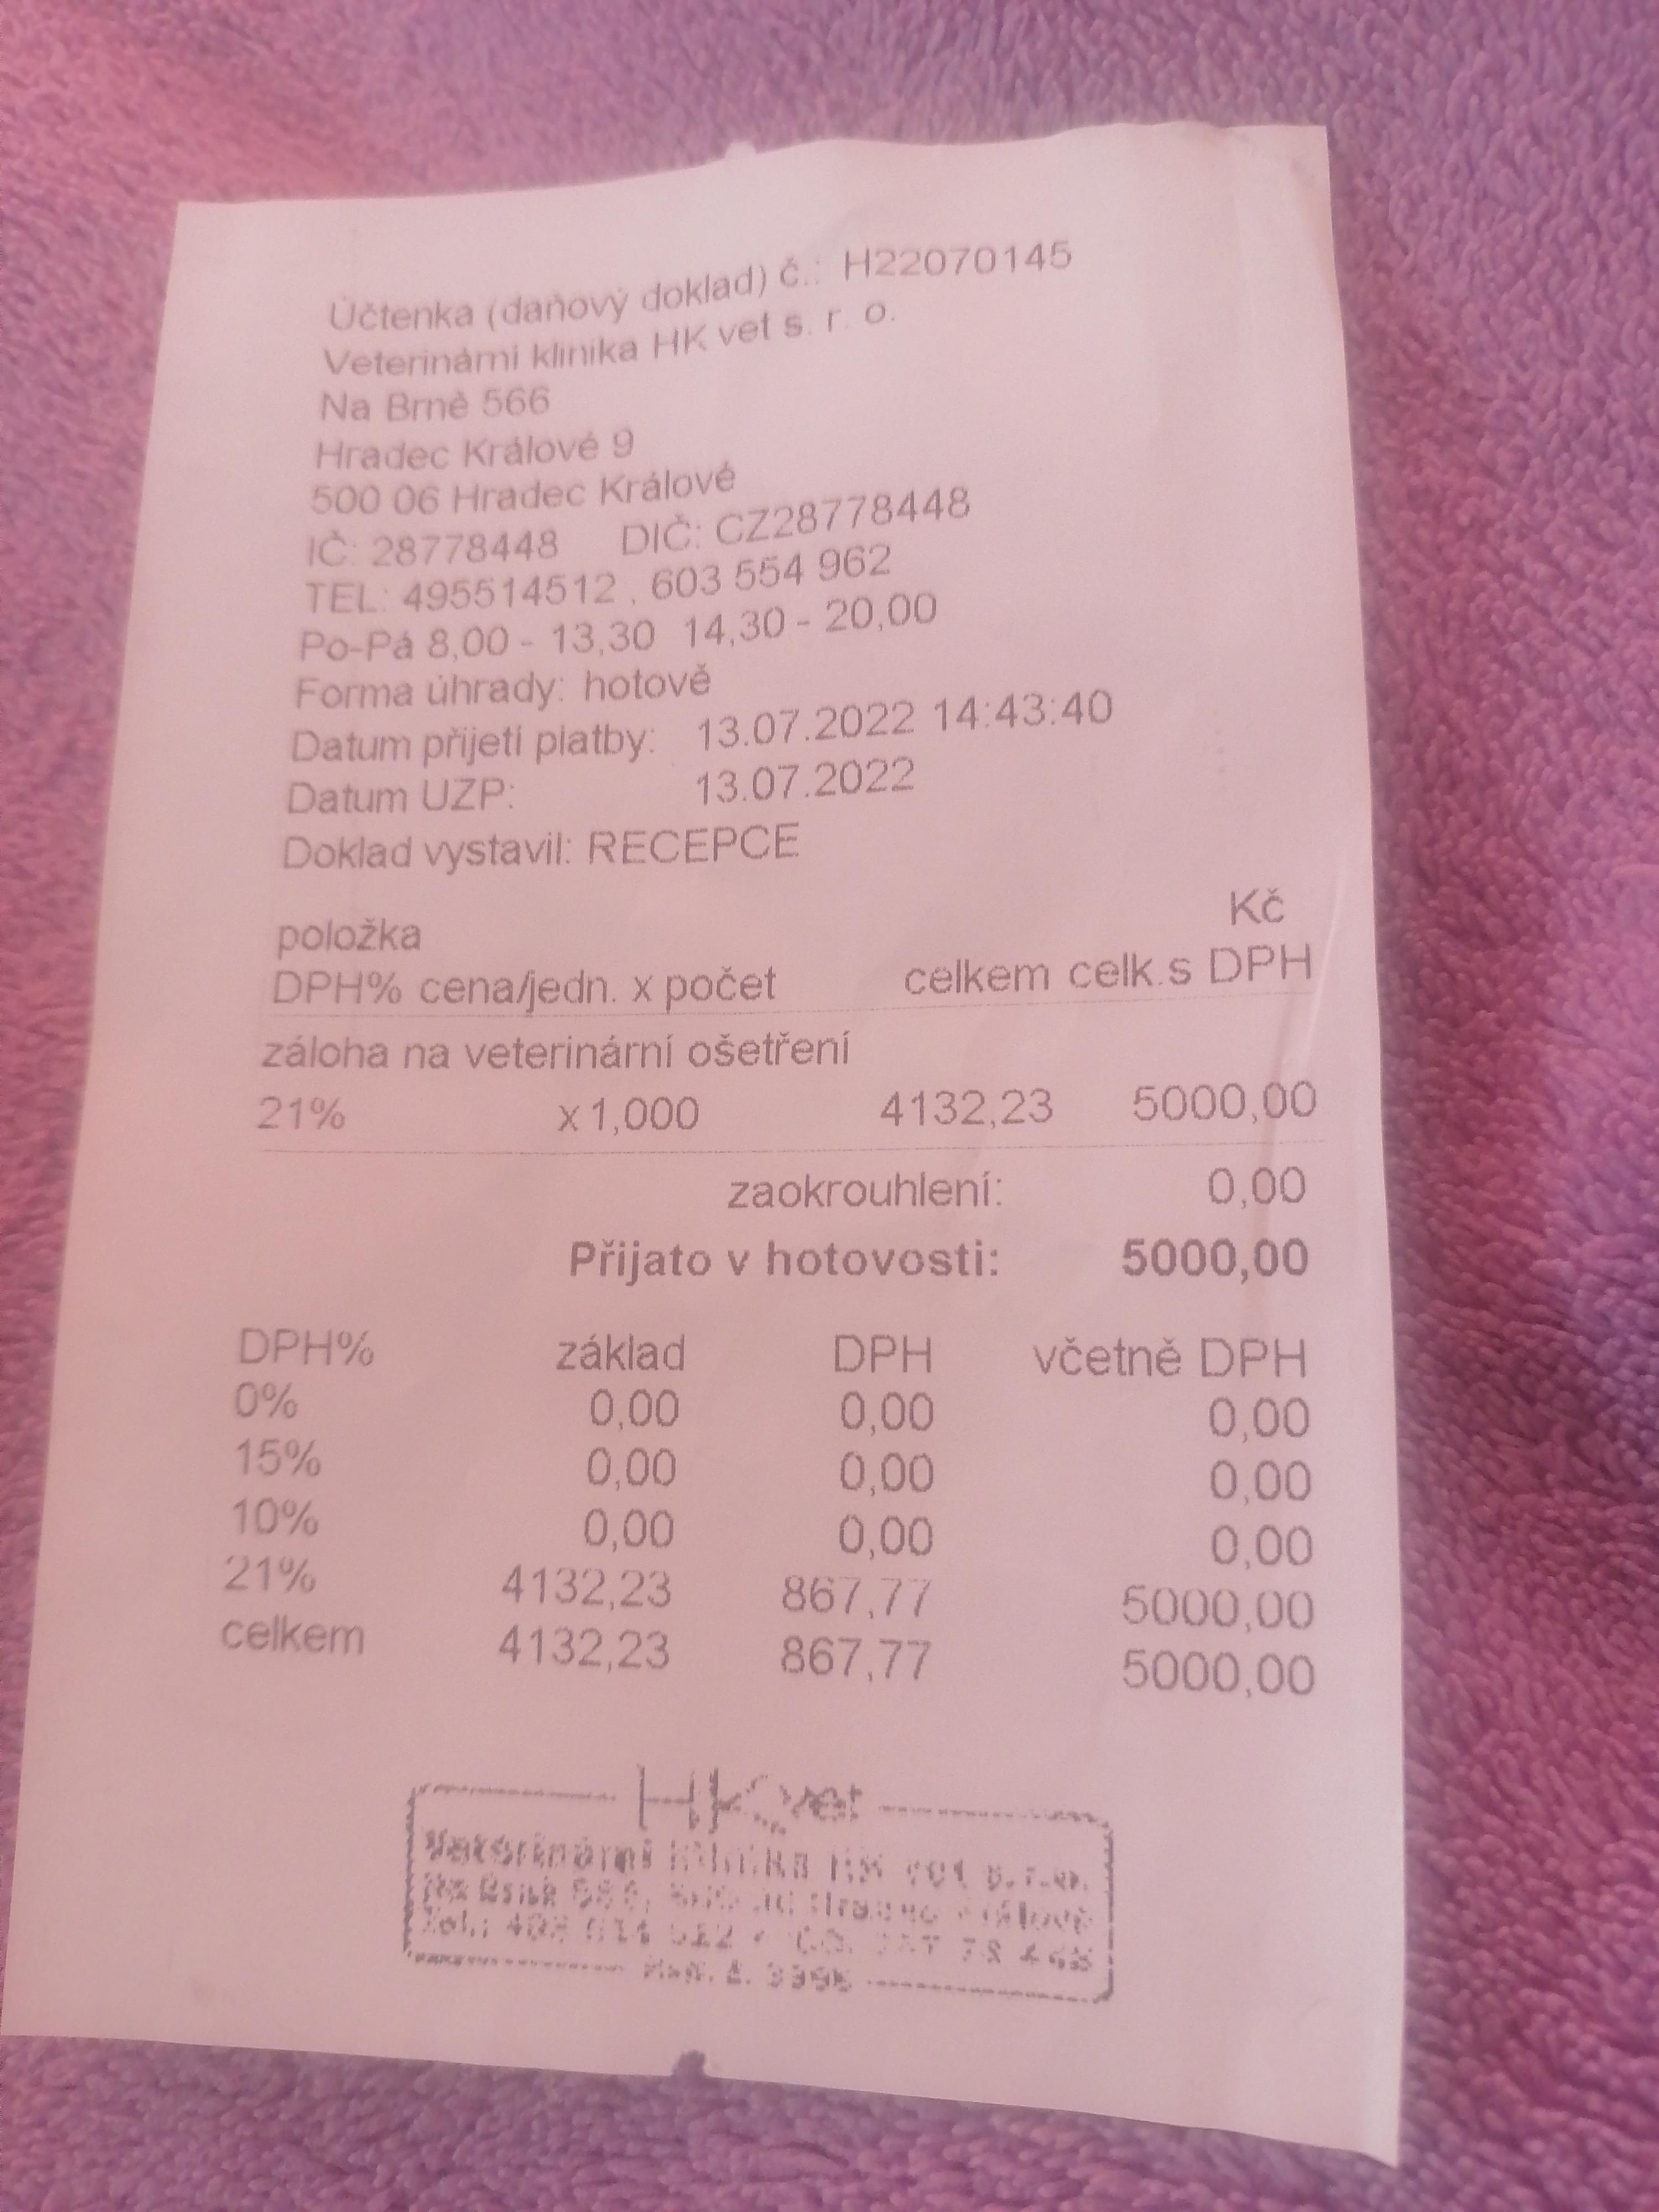 Účtenka (daňový doklad) č.: H22070145
Veterinární klinika HK vet s. r. o.
Na Brně 566
Hradec Králové 9
500 06 Hradec Králové
IČ: 28778448 DIČ: CZ28778448
TEL: 495514512 , 603 554 962
Po-Pá 8,00 - 13,30 14,30 - 20,00
Forma úhrady: hotově
Datum přijetí platby: 13.07.2022 14:43:40
Datum UZP: 13.07.2022
Doklad vystavil: RECEPCE
Kč
položka
DPH% cena/jedn. x počet celkem celk.s DPH
záloha na veterinární ošetření
21% x 1,000 4132,23 5000,00
zaokrouhlení: 0,00
Přijato v hotovosti: 5000,00
DPH% základ DPH včetně DPH
0% 0,00 0,00 0,00
15% 0,00 0,00 0,00
10% 0,00 0,00 0,00
21% 4132,23 867,77 5000,00
celkem 4132,23 867,77 5000,00
HK vet
Veterinární klinika HK vet s.r.o.